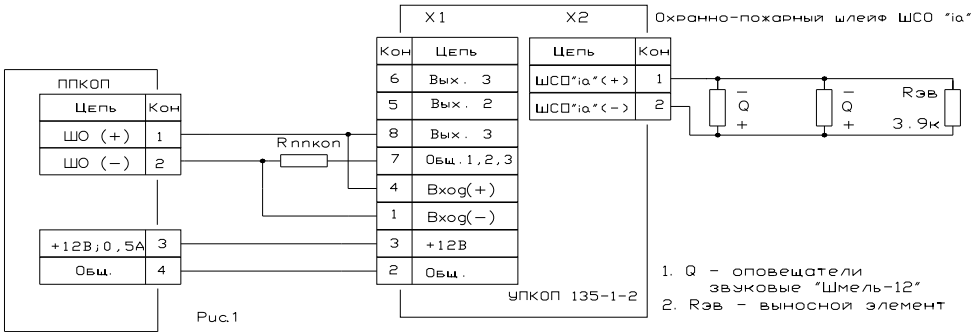 X1
X2
Охранно-пожарный шлейф ШСО "ia"
Кон Цепь
6 Вых. 3
5 Вых. 2
8 Вых. 3
7 Общ.1,2,3
4 Вход(+)
1 Вход(-)
3 +12В
2 Общ.
Цепь Кон
ШСО"ia"(+) 1
ШСО"ia"(-) 2
ППКОП
Цепь Кон
ШО (+) 1
ШО (-) 2
+12В;0,5А 3
Общ. 4
Rппкоп
- Q +
- Q +
Rэв
3.9к
УПКОП 135-1-2
Рис.1
1. Q - оповещатели
звуковые "Шмель-12"
2. Rэв - выносной элемент